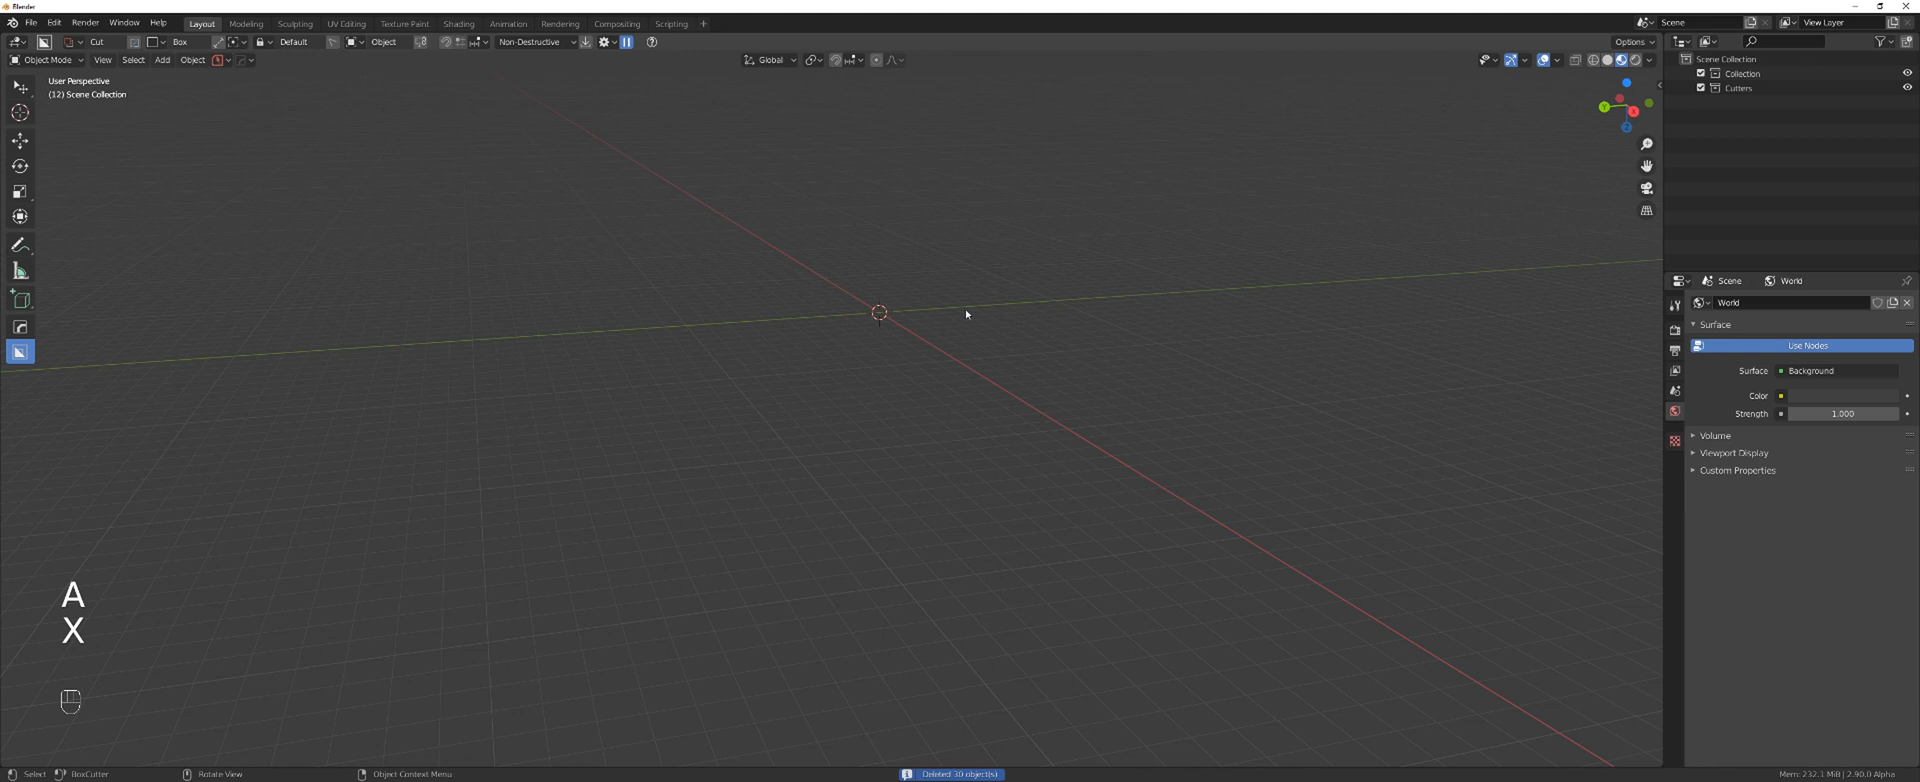 Blender
File Edit Render Window Help Layout Modeling Sculpting UV Editing Texture Paint Shading Animation Rendering Compositing Scripting + Scene View Layer
Cut Box Default Object Non-Destructive Options
Object Mode View Select Add Object Global
User Perspective
(12) Scene Collection
Scene Collection
Collection
Cutters
Y
X
Z
Scene World
World
Surface
Use Nodes
Surface Background
Color
Strength 1.000
Volume
Viewport Display
Custom Properties
A
X
Select BoxCutter Rotate View Object Context Menu Deleted 30 object(s) Mem: 232.1 MiB | 2.90.0 Alpha